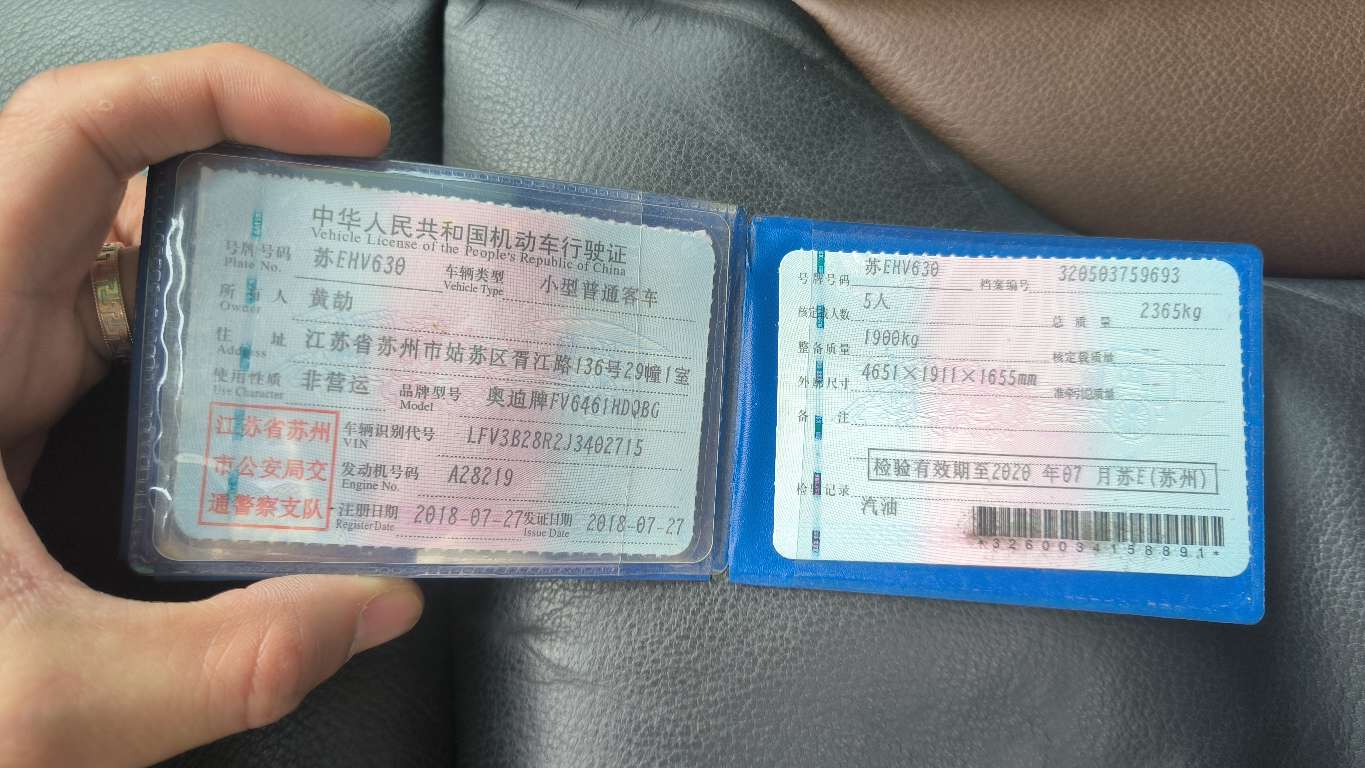 中华人民共和国机动车行驶证
Vehicle License of the People's Republic of China
号牌号码 苏EHV630 车辆类型 小型普通客车
Plate No. Vehicle Type
所有人 黄劼
Owner
住址 江苏省苏州市姑苏区胥江路136号29幢1室
Address
使用性质 非营运 品牌型号 奥迪牌FV6461HDQBG
Use Character Model
江苏省苏州
市公安局交
通警察支队
车辆识别代号 LFV3B28R2J3402715
VIN
发动机号码 A28219
Engine No.
注册日期 2018-07-27 发证日期 2018-07-27
Register Date Issue Date
号牌号码 苏EHV630 档案编号 320503759693
核定载人数 5人 总质量 2365kg
整备质量 1900kg 核定载质量 --
外廓尺寸 4651×1911×1655mm 准牵引总质量
备注
检验有效期至2020 年07 月苏E(苏州)
检验记录
汽油
*3260034158891*